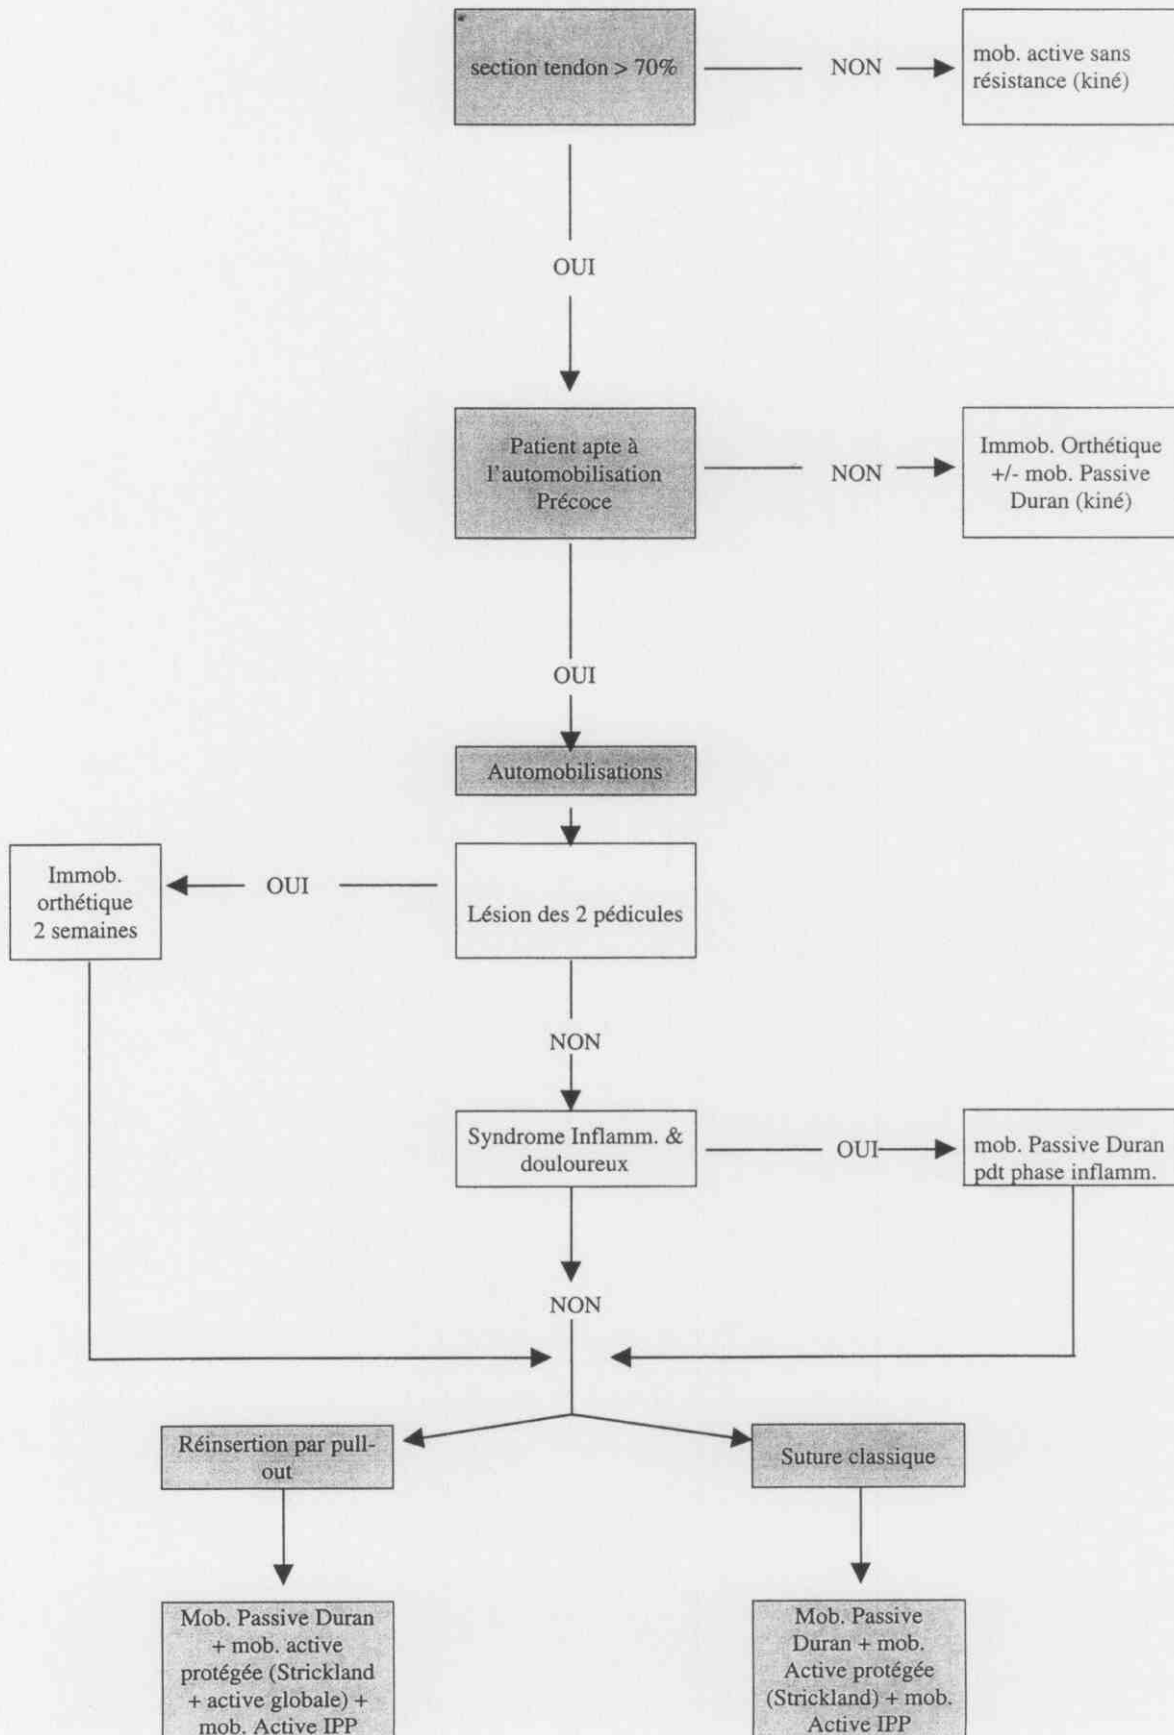 section tendon > 70%
NON
mob. active sans
résistance (kiné)
OUI
Patient apte à
l'automobilisation
Précoce
NON
Immob. Orthétique
+/- mob. Passive
Duran (kiné)
OUI
Automobilisations
Immob.
orthétique
2 semaines
OUI
Lésion des 2 pédicules
NON
Syndrome Inflamm. &
douloureux
OUI
mob. Passive Duran
pdt phase inflamm.
NON
Réinsertion par pull-
out
Suture classique
Mob. Passive Duran
+ mob. active
protégée (Strickland
+ active globale) +
mob. Active IPP
Mob. Passive
Duran + mob.
Active protégée
(Strickland) + mob.
Active IPP